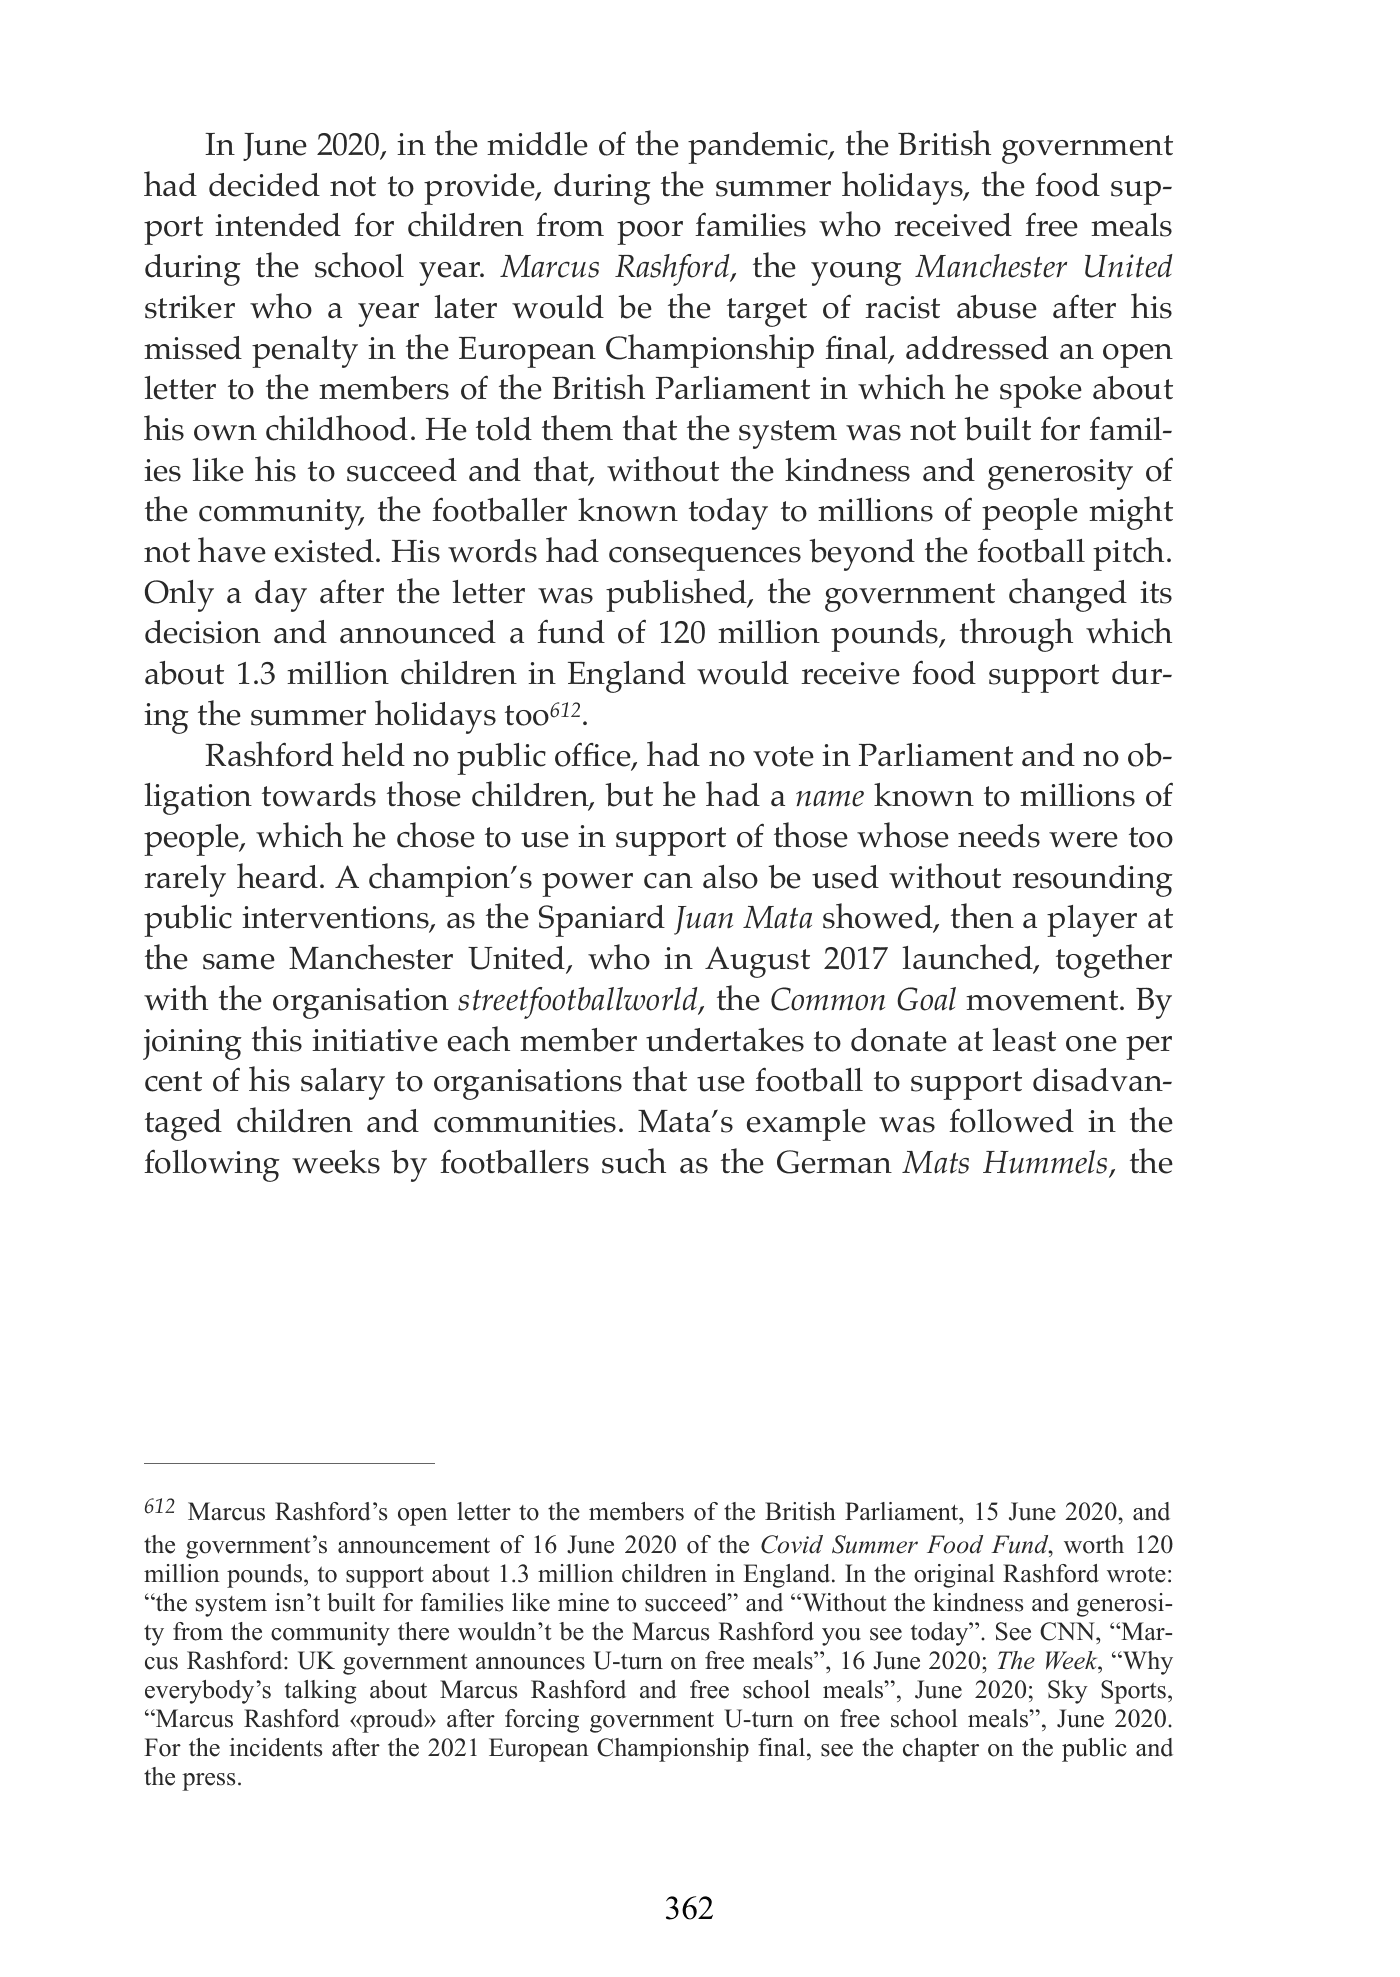 In June 2020, in the middle of the pandemic, the British government
had decided not to provide, during the summer holidays, the food sup-
port intended for children from poor families who received free meals
during the school year. Marcus Rashford, the young Manchester United
striker who a year later would be the target of racist abuse after his
missed penalty in the European Championship final, addressed an open
letter to the members of the British Parliament in which he spoke about
his own childhood. He told them that the system was not built for famil-
ies like his to succeed and that, without the kindness and generosity of
the community, the footballer known today to millions of people might
not have existed. His words had consequences beyond the football pitch.
Only a day after the letter was published, the government changed its
decision and announced a fund of 120 million pounds, through which
about 1.3 million children in England would receive food support dur-
ing the summer holidays too612.
Rashford held no public office, had no vote in Parliament and no ob-
ligation towards those children, but he had a name known to millions of
people, which he chose to use in support of those whose needs were too
rarely heard. A champion’s power can also be used without resounding
public interventions, as the Spaniard Juan Mata showed, then a player at
the same Manchester United, who in August 2017 launched, together
with the organisation streetfootballworld, the Common Goal movement. By
joining this initiative each member undertakes to donate at least one per
cent of his salary to organisations that use football to support disadvan-
taged children and communities. Mata’s example was followed in the
following weeks by footballers such as the German Mats Hummels, the
612 Marcus Rashford’s open letter to the members of the British Parliament, 15 June 2020, and
the government’s announcement of 16 June 2020 of the Covid Summer Food Fund, worth 120
million pounds, to support about 1.3 million children in England. In the original Rashford wrote:
“the system isn’t built for families like mine to succeed” and “Without the kindness and generosi-
ty from the community there wouldn’t be the Marcus Rashford you see today”. See CNN, “Mar-
cus Rashford: UK government announces U-turn on free meals”, 16 June 2020; The Week, “Why
everybody’s talking about Marcus Rashford and free school meals”, June 2020; Sky Sports,
“Marcus Rashford «proud» after forcing government U-turn on free school meals”, June 2020.
For the incidents after the 2021 European Championship final, see the chapter on the public and
the press.
362